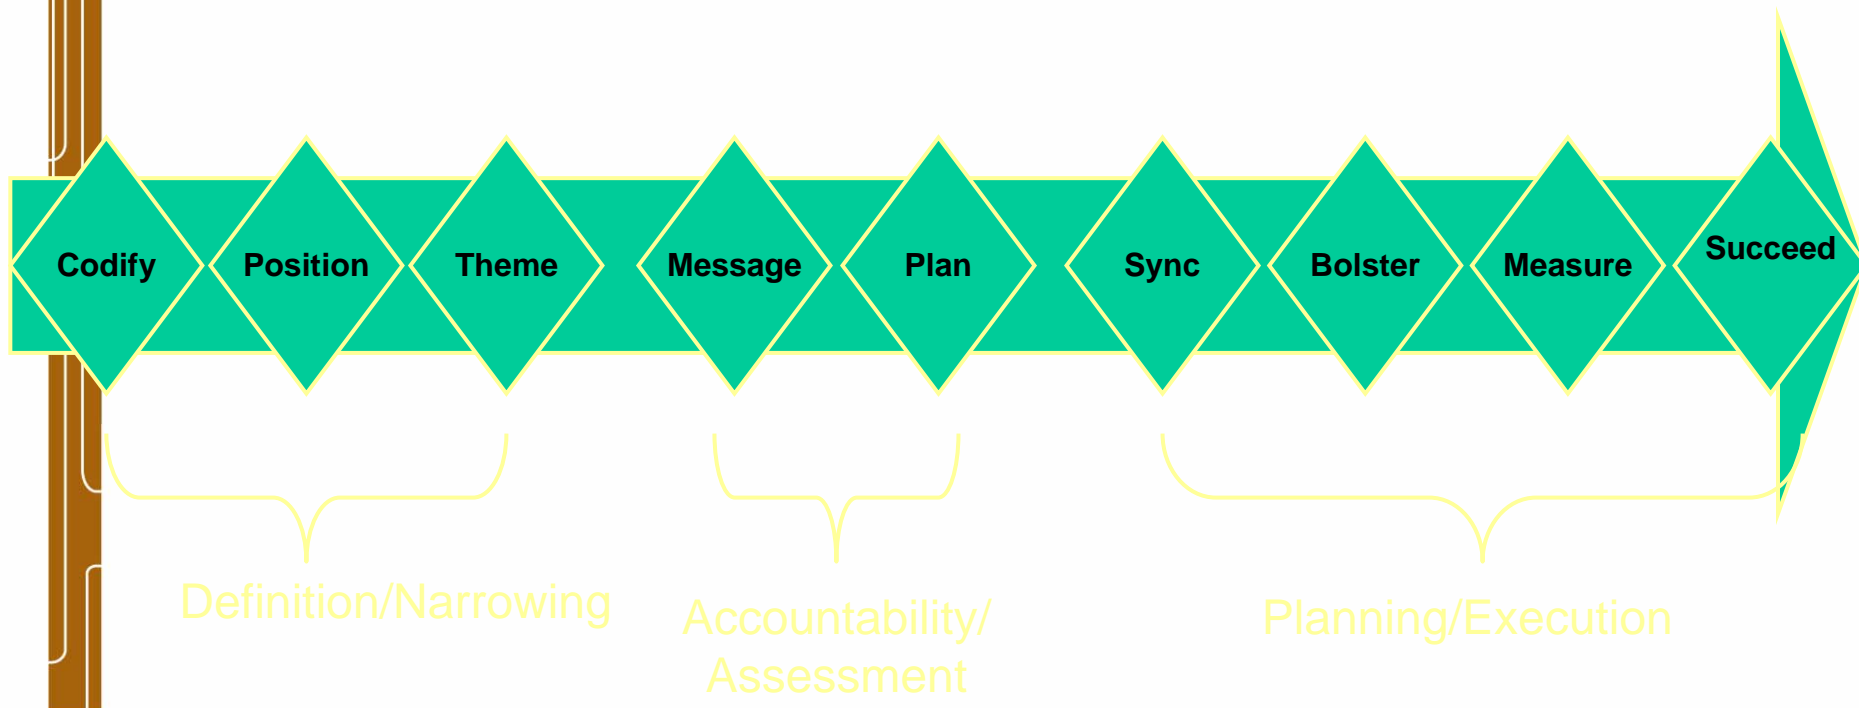 Codify
Position
Theme
Message
Plan
Sync
Bolster
Measure
Succeed
Definition/Narrowing
Accountability/
Assessment
Planning/Execution